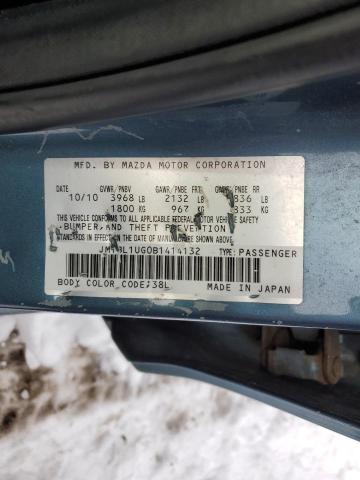 MFD. BY MAZDA MOTOR CORPORATION
GVWR/PNBV GAWR/PNBE FRT GAWR/PNBE RR
10/10 3968 LB 2132 LB 836 LB
1800 KG 967 KG 833 KG
THIS VEHICLE CONFORMS TO ALL APPLICABLE FEDERAL MOTOR VEHICLE SAFETY,
BUMPER, AND THEFT PREVENTION
STANDARDS IN EFFECT ON THE DATE OF MANUFACTURE SHOWN ABOVE.
TYPE: PASSENGER
BODY COLOR CODE:38L MADE IN JAPAN